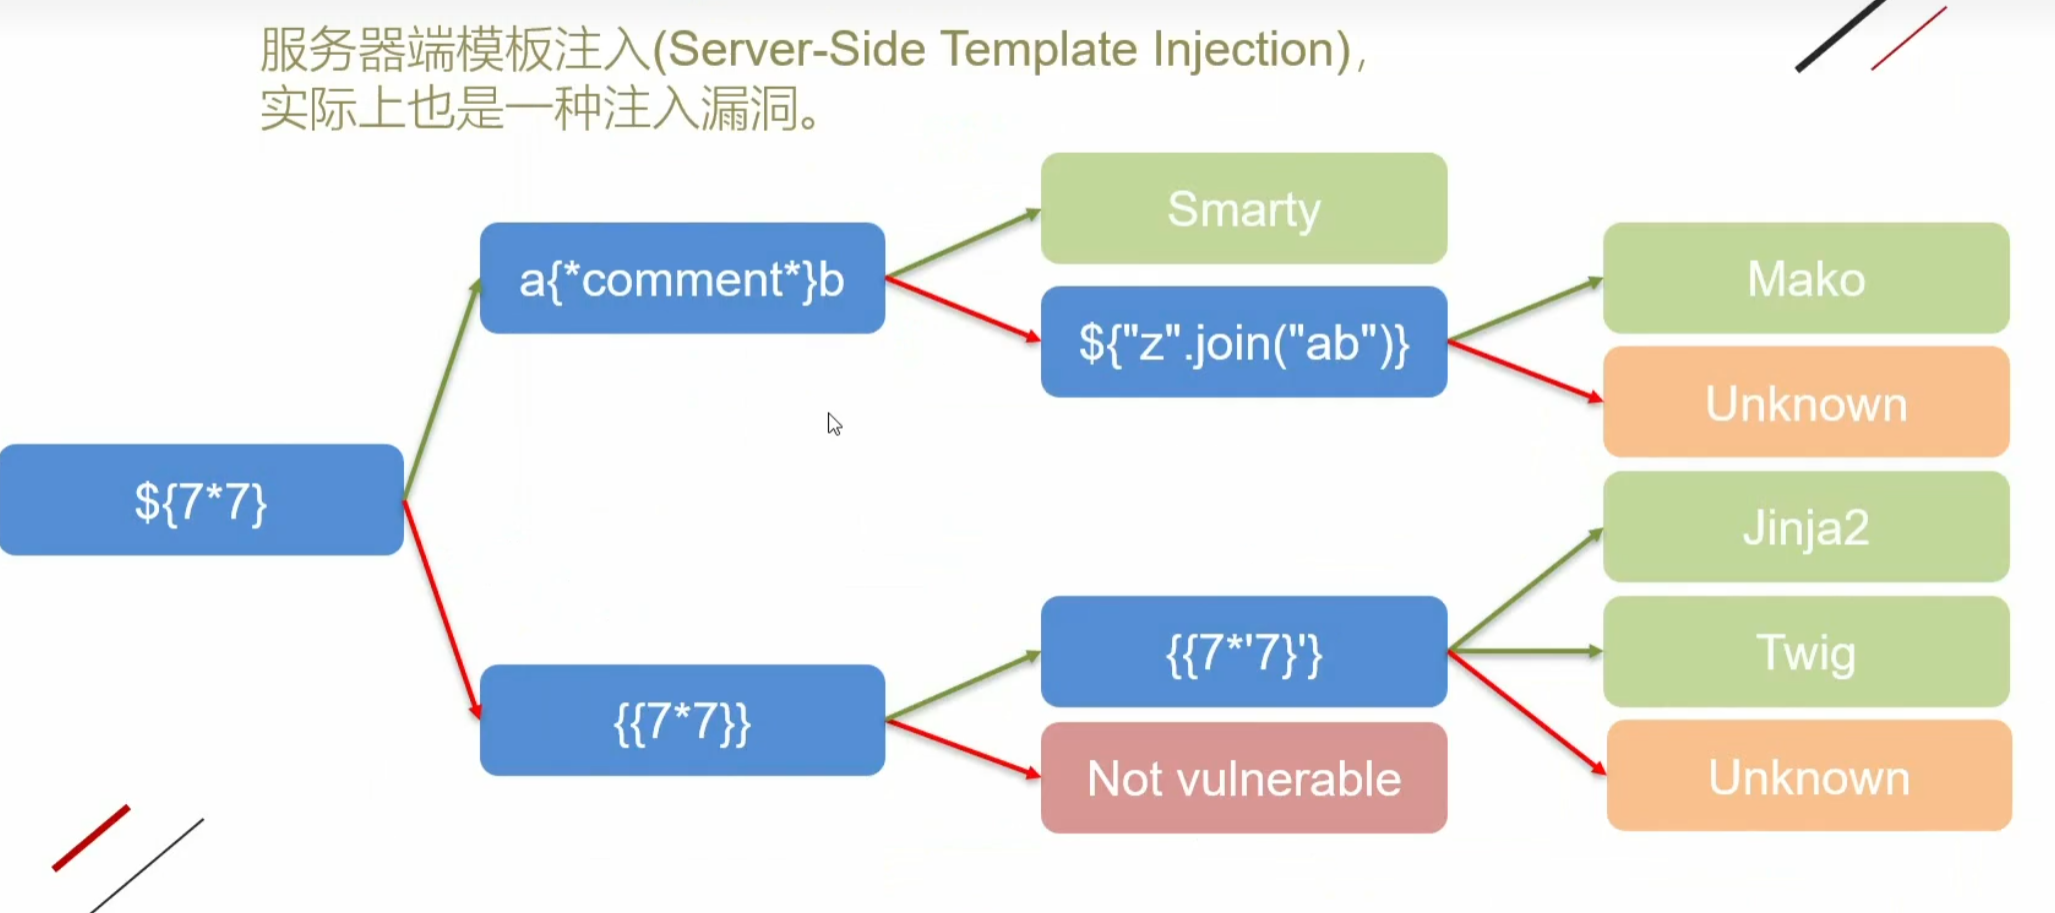 服务器端模板注入(Server-Side Template Injection)，
实际上也是一种注入漏洞。
Smarty
a{*comment*}b
Mako
${"z".join("ab")}
Unknown
${7*7}
Jinja2
{{7*'7}'}
Twig
{{7*7}}
Not vulnerable
Unknown